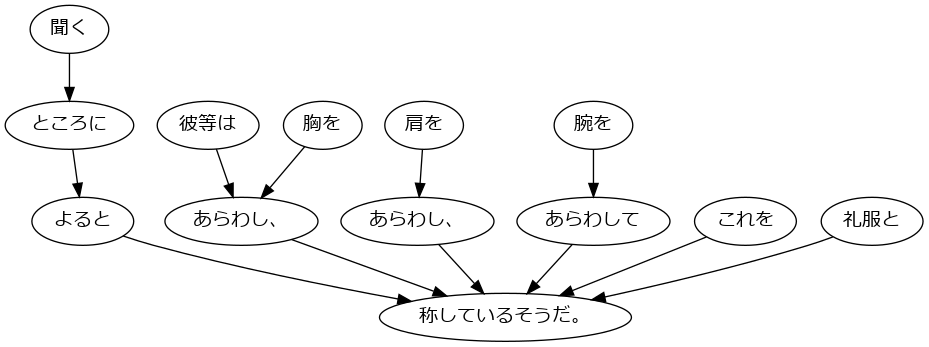 聞く
ところに
彼等は
胸を
肩を
腕を
よると
あらわし、
あらわし、
あらわして
これを
礼服と
称しているそうだ。